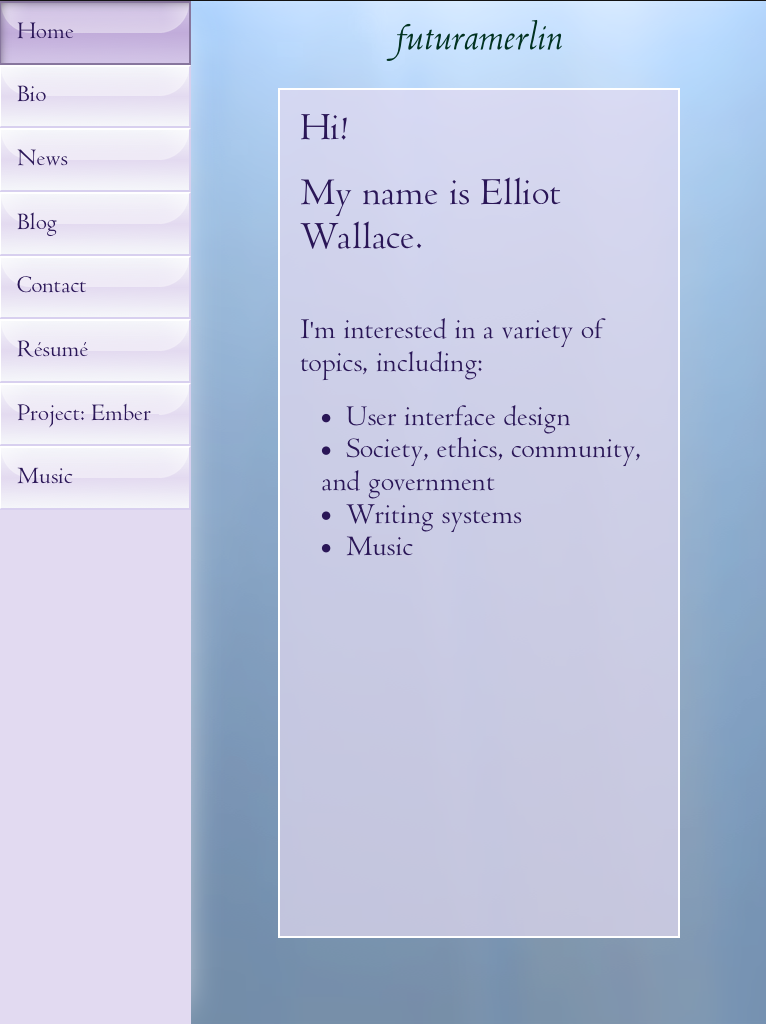 Home
Bio
News
Blog
Contact
Résumé
Project: Ember
Music
futuramerlin
Hi!
My name is Elliot
Wallace.
I'm interested in a variety of
topics, including:
• User interface design
• Society, ethics, community,
and government
• Writing systems
• Music